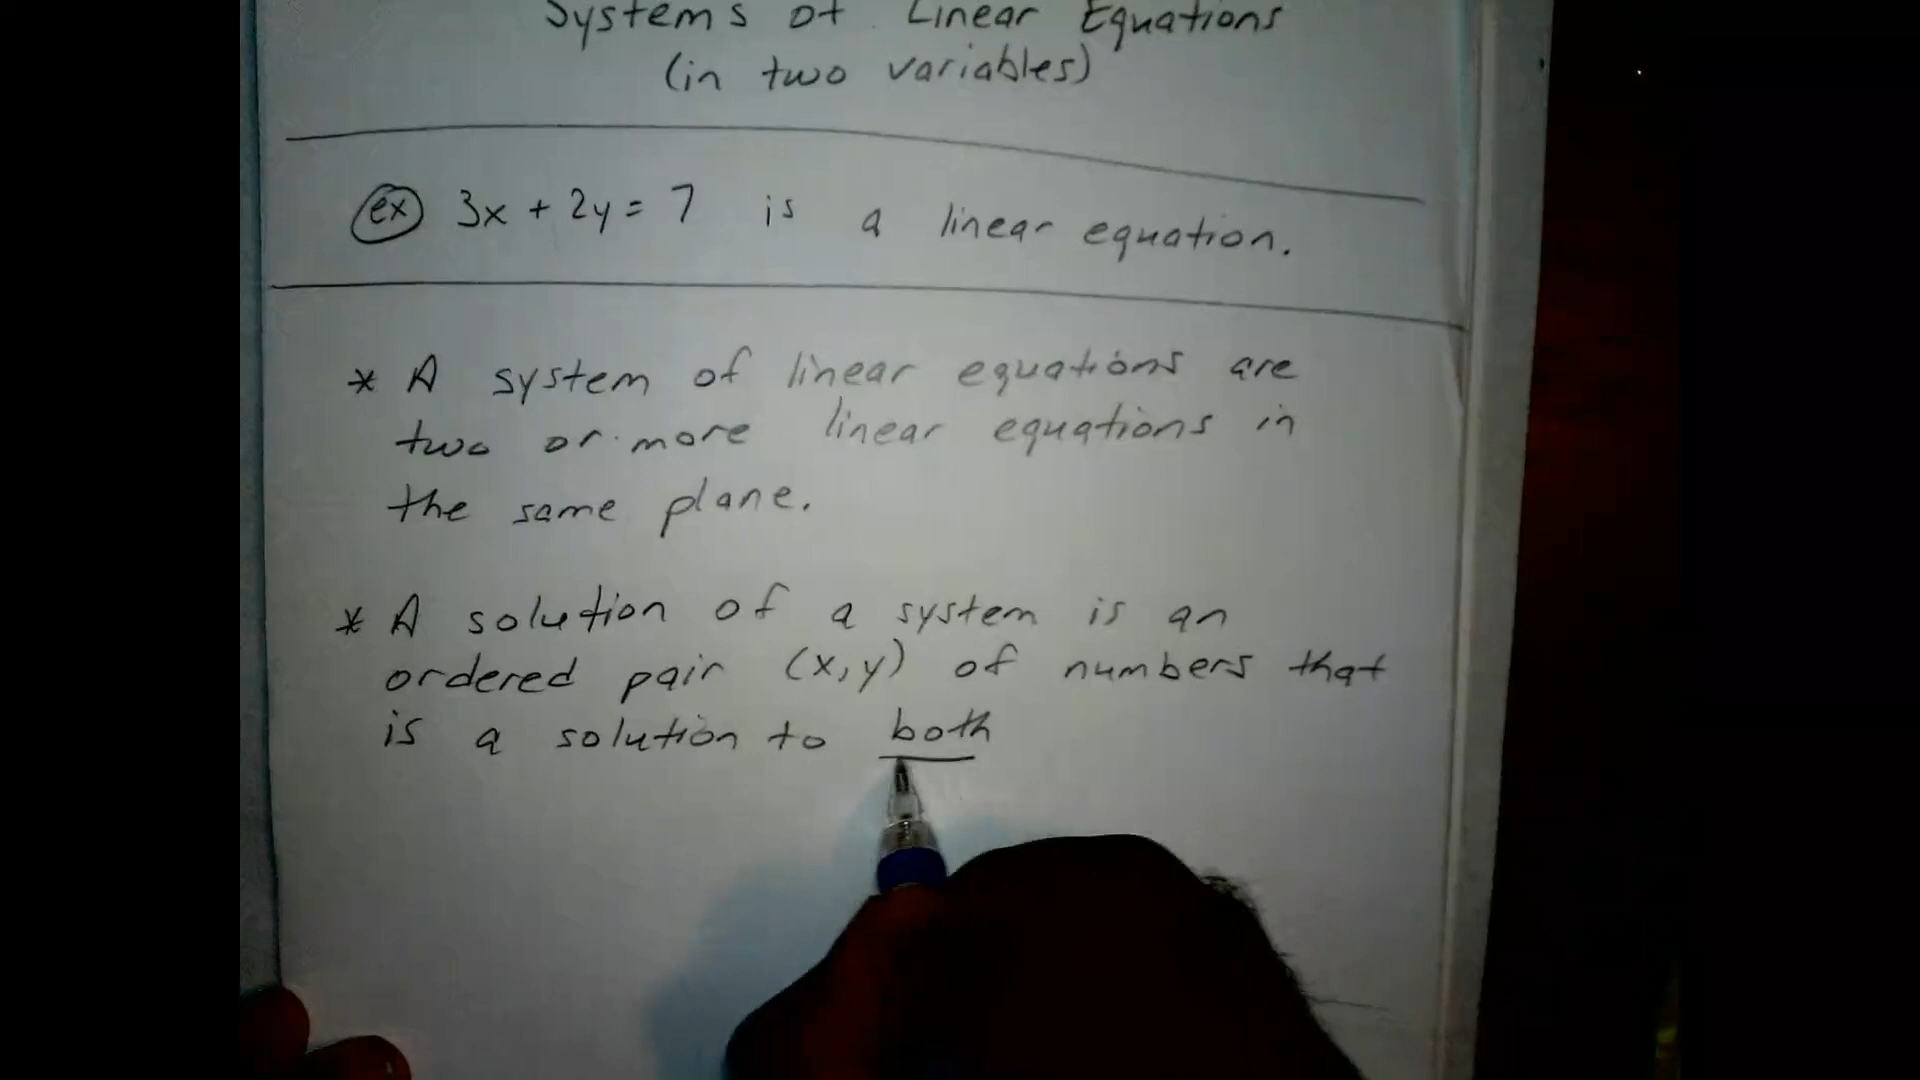 Systems of Linear Equations
(in two variables)
ex 3x + 2y = 7 is a linear equation.
* A system of linear equations are
two or more linear equations in
the same plane.
* A solution of a system is an
ordered pair (x,y) of numbers that
is a solution to both